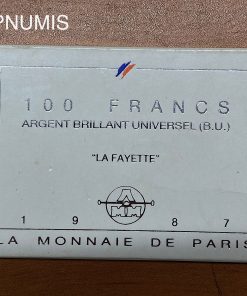 PNUMIS
100 FRANCS
ARGENT BRILLANT UNIVERSEL (B.U.)
"LA FAYETTE"
1 9 8 7
LA MONNAIE DE PARIS